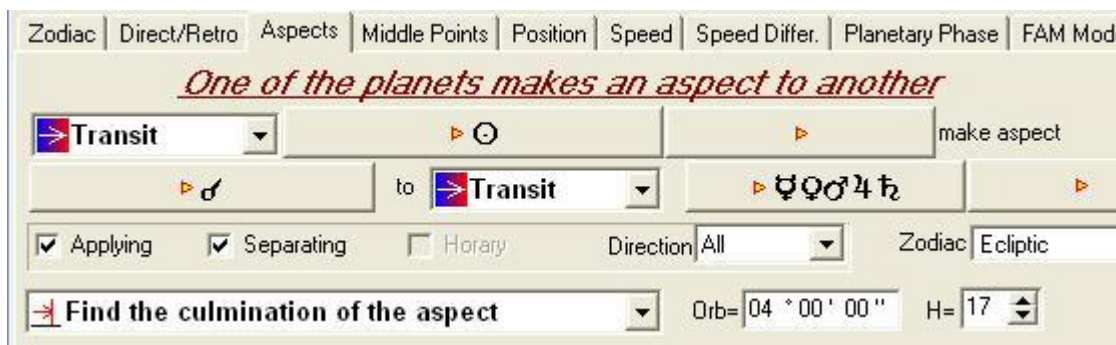 Zodiac Direct/Retro Aspects Middle Points Position Speed Speed Differ. Planetary Phase FAM Mod
One of the planets makes an aspect to another
Transit ☉ make aspect
☌ to Transit ☿♀♂♃♄
Applying Separating Horary Direction All Zodiac Ecliptic
Find the culmination of the aspect Orb= 04 °00 ' 00 " H= 17